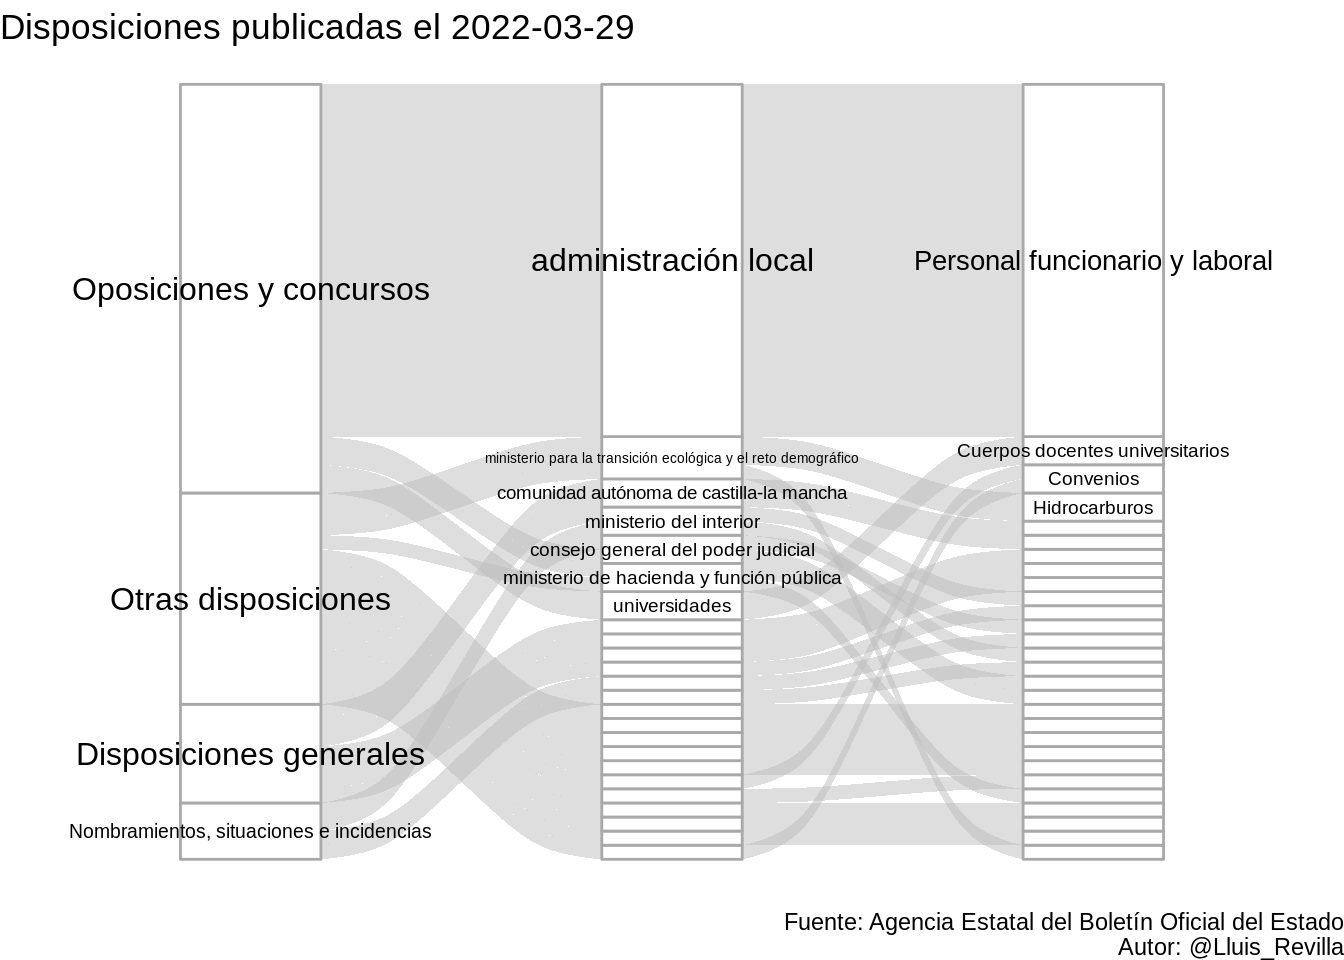 Disposiciones publicadas el 2022-03-29
Oposiciones y concursos
Otras disposiciones
Disposiciones generales
Nombramientos, situaciones e incidencias
administración local
ministerio para la transición ecológica y el reto demográfico
comunidad autónoma de castilla-la mancha
ministerio del interior
consejo general del poder judicial
ministerio de hacienda y función pública
universidades
Personal funcionario y laboral
Cuerpos docentes universitarios
Convenios
Hidrocarburos
Fuente: Agencia Estatal del Boletín Oficial del Estado
Autor: @Lluis_Revilla